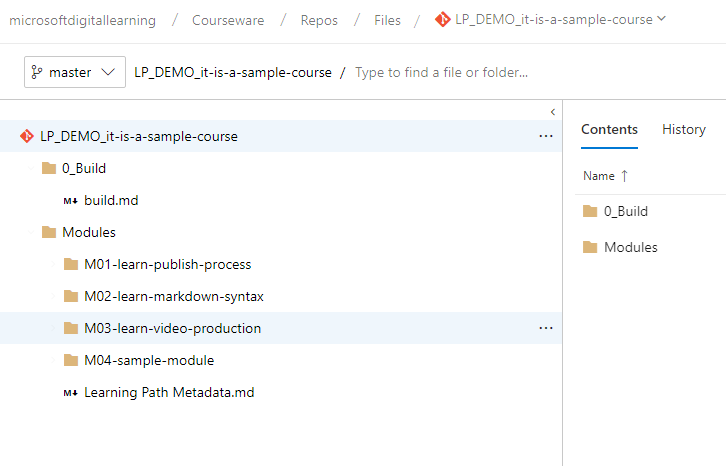 microsoftdigitallearning / Courseware / Repos / Files / LP_DEMO_it-is-a-sample-course
master LP_DEMO_it-is-a-sample-course / Type to find a file or folder...
LP_DEMO_it-is-a-sample-course
0_Build
build.md
Modules
M01-learn-publish-process
M02-learn-markdown-syntax
M03-learn-video-production
M04-sample-module
Learning Path Metadata.md
Contents History
Name ↑
0_Build
Modules